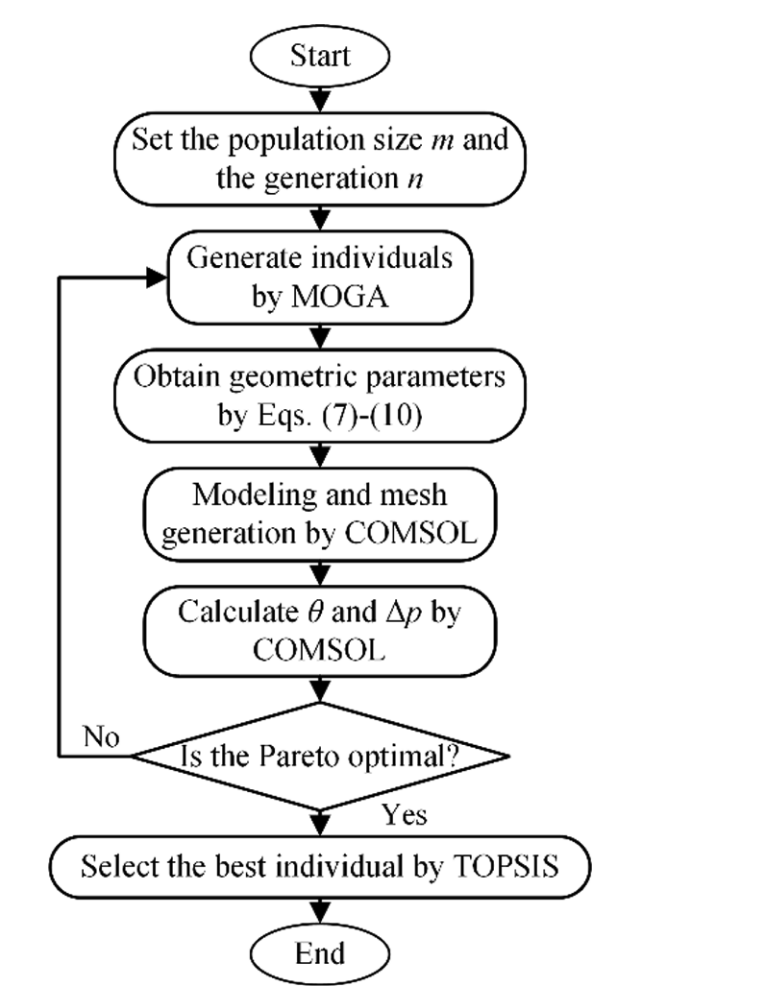 Start
Set the population size m and
the generation n
Generate individuals
by MOGA
Obtain geometric parameters
by Eqs. (7)-(10)
Modeling and mesh
generation by COMSOL
Calculate θ and Δp by
COMSOL
No
Is the Pareto optimal?
Yes
Select the best individual by TOPSIS
End